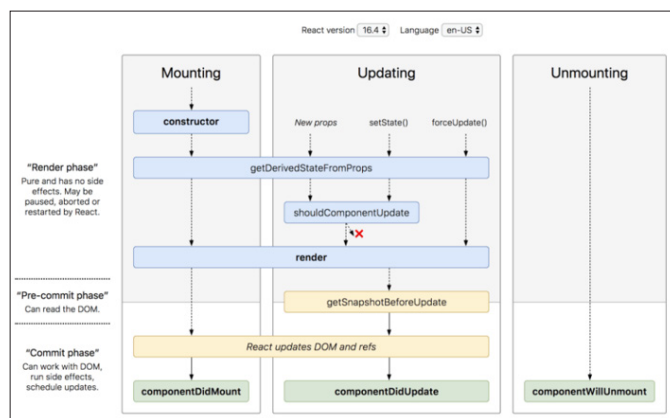 React version 16.4 Language en-US
Mounting
Updating
Unmounting
constructor
New props
setState()
forceUpdate()
"Render phase"
Pure and has no side
effects. May be
paused, aborted or
restarted by React.
getDerivedStateFromProps
shouldComponentUpdate
render
"Pre-commit phase"
Can read the DOM.
getSnapshotBeforeUpdate
"Commit phase"
Can work with DOM,
run side effects,
schedule updates.
React updates DOM and refs
componentDidMount
componentDidUpdate
componentWillUnmount